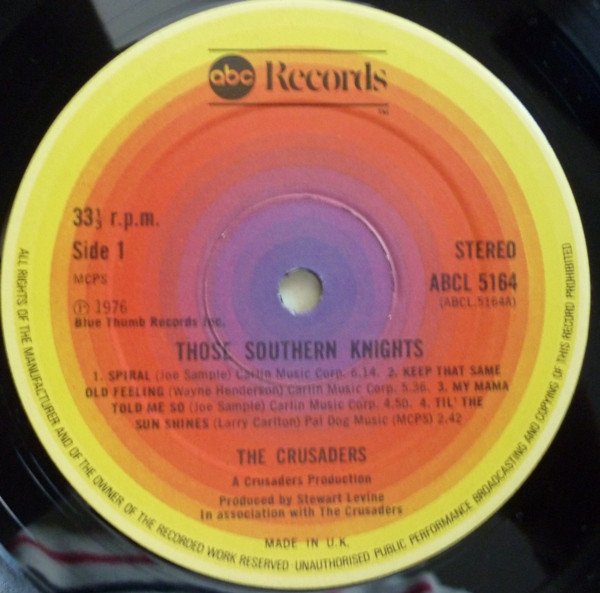 abc Records
TM
33⅓ r.p.m.
Side 1
MCPS
STEREO
ABCL 5164
(ABCL.5164A)
Ⓟ 1976
Blue Thumb Records Inc.
THOSE SOUTHERN KNIGHTS
1. SPIRAL (Joe Sample) Carlin Music Corp. 6.14. 2. KEEP THAT SAME
OLD FEELING (Wayne Henderson) Carlin Music Corp. 5.36. 3. MY MAMA
TOLD ME SO (Joe Sample) Carlin Music Corp. 4.50. 4. TIL' THE
SUN SHINES (Larry Carlton) Pal Dog Music (MCPS) 2.42
THE CRUSADERS
A Crusaders Production
Produced by Stewart Levine
In association with The Crusaders
MADE IN U.K.
ALL RIGHTS OF THE MANUFACTURER AND OF THE OWNER OF THE RECORDED WORK RESERVED · UNAUTHORISED PUBLIC PERFORMANCE BROADCASTING AND COPYING OF THIS RECORD PROHIBITED